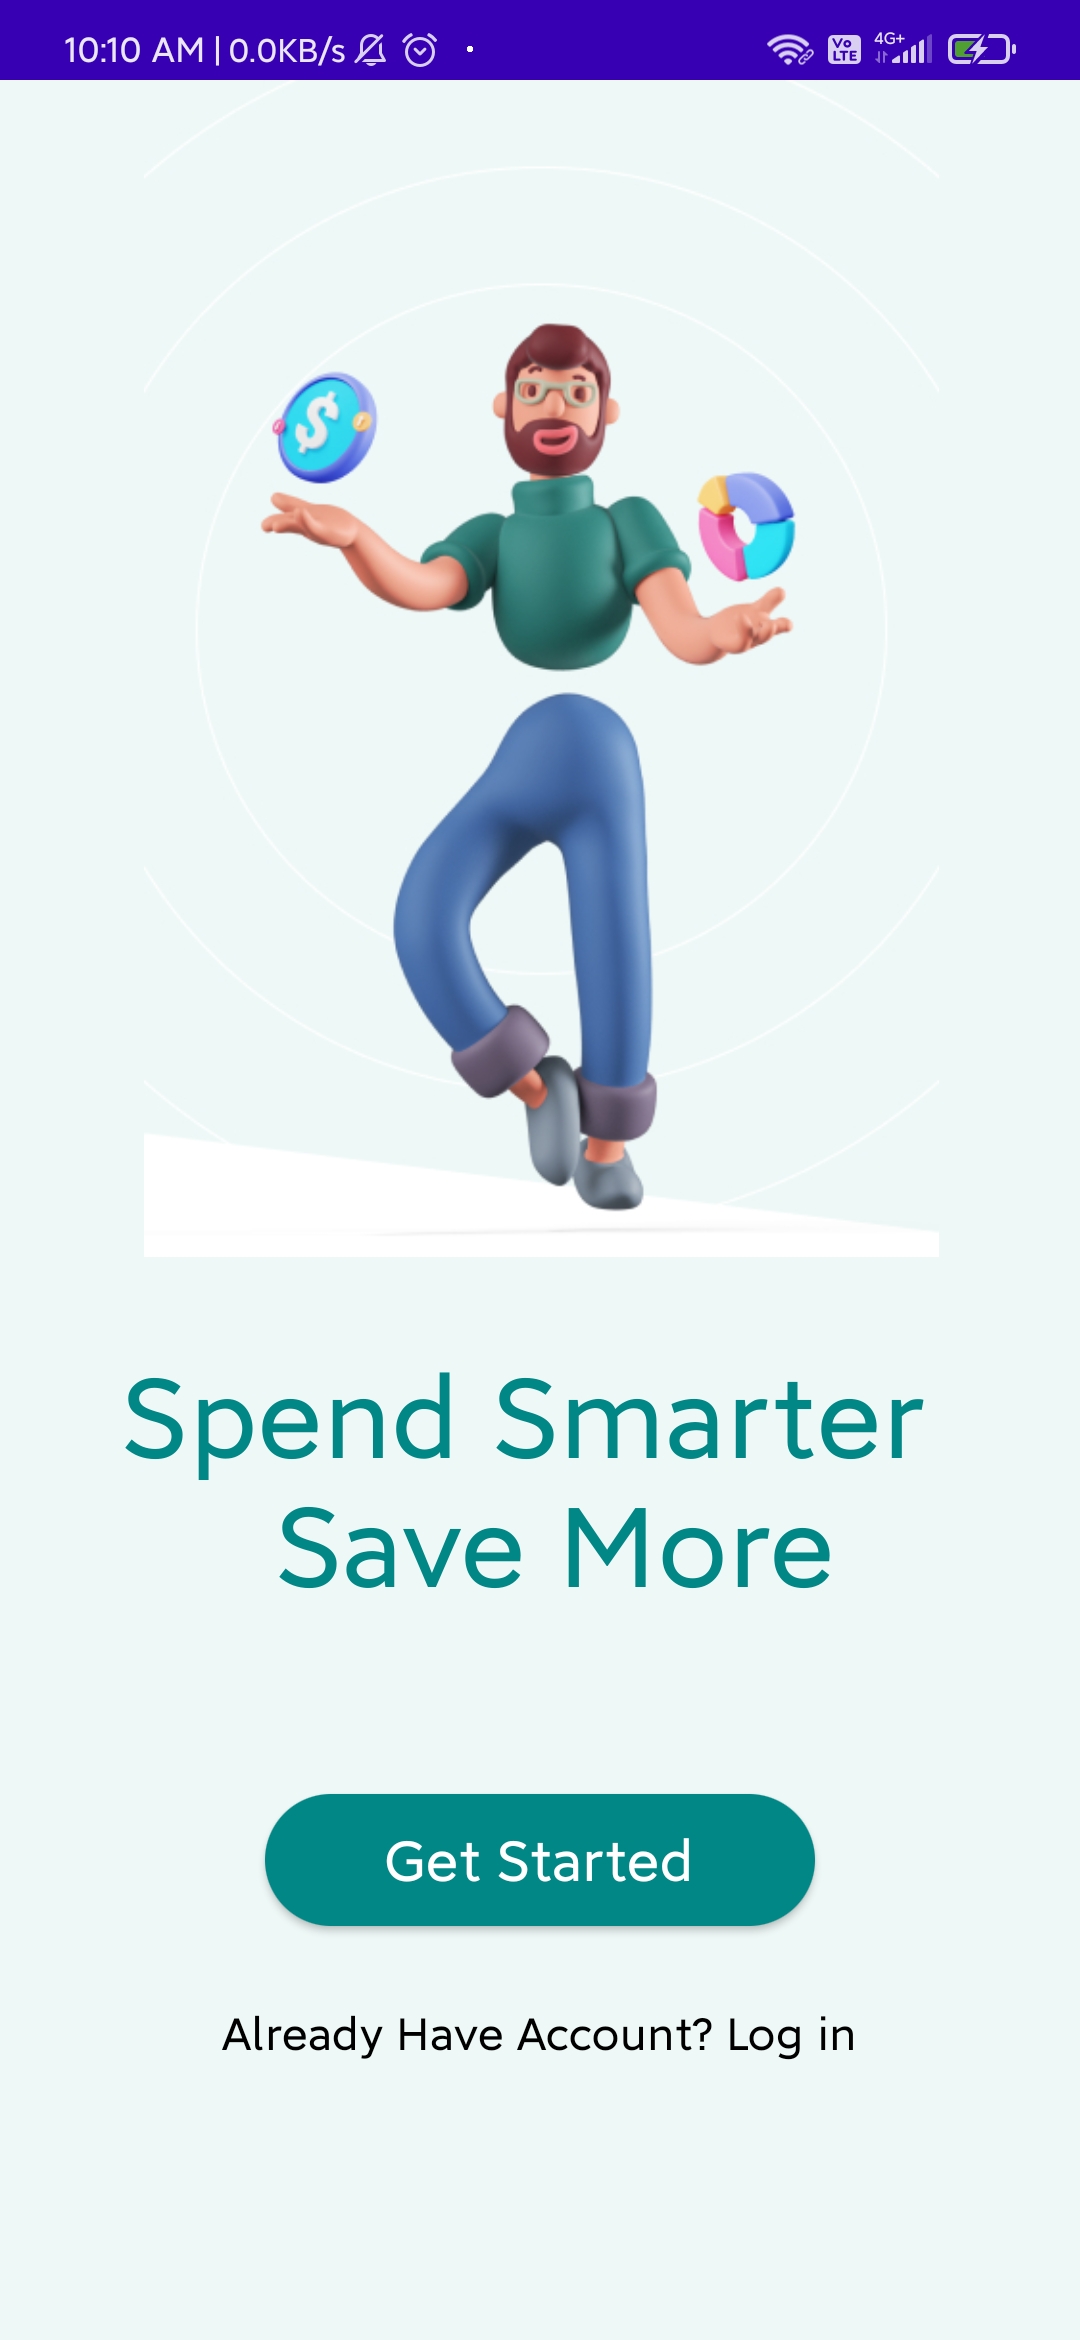 10:10 AM | 0.0KB/s
Vo LTE 4G+
$
Spend Smarter
Save More
Get Started
Already Have Account? Log in